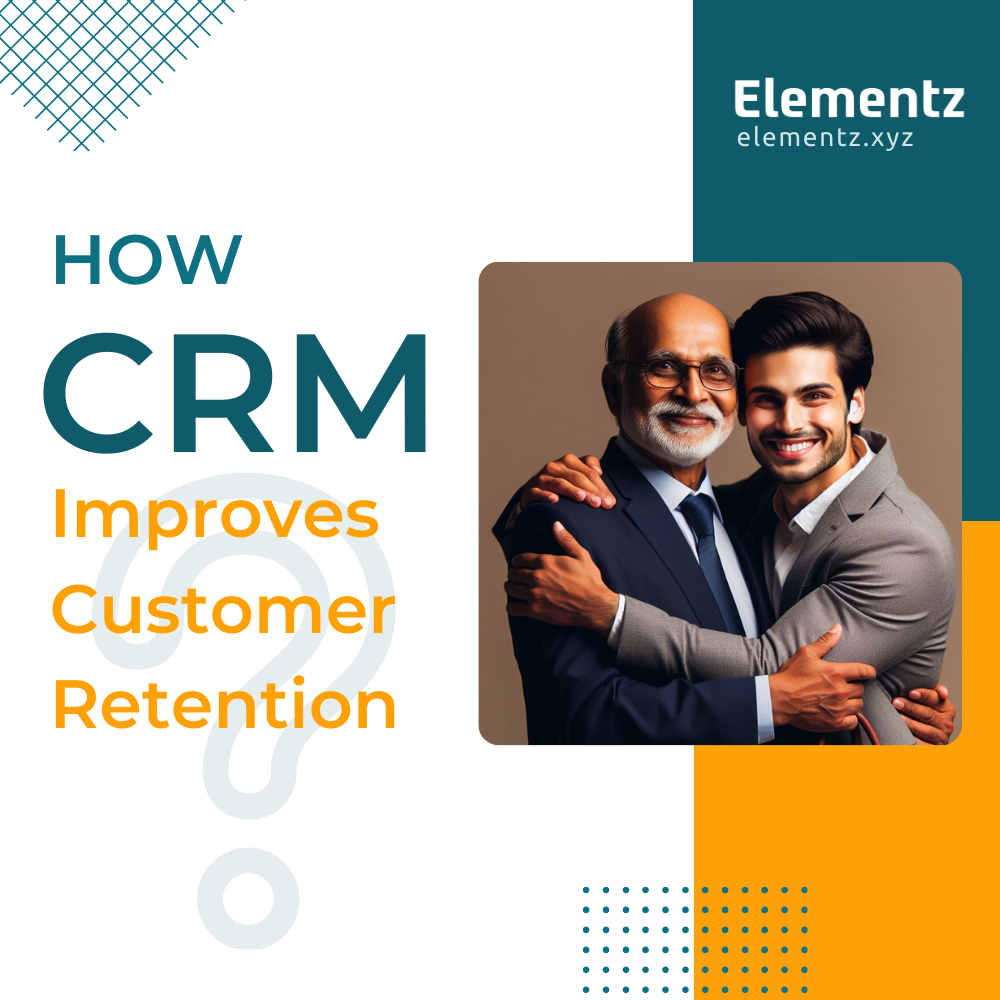 Elementz
elementz.xyz
HOW
CRM
Improves
Customer
Retention
?